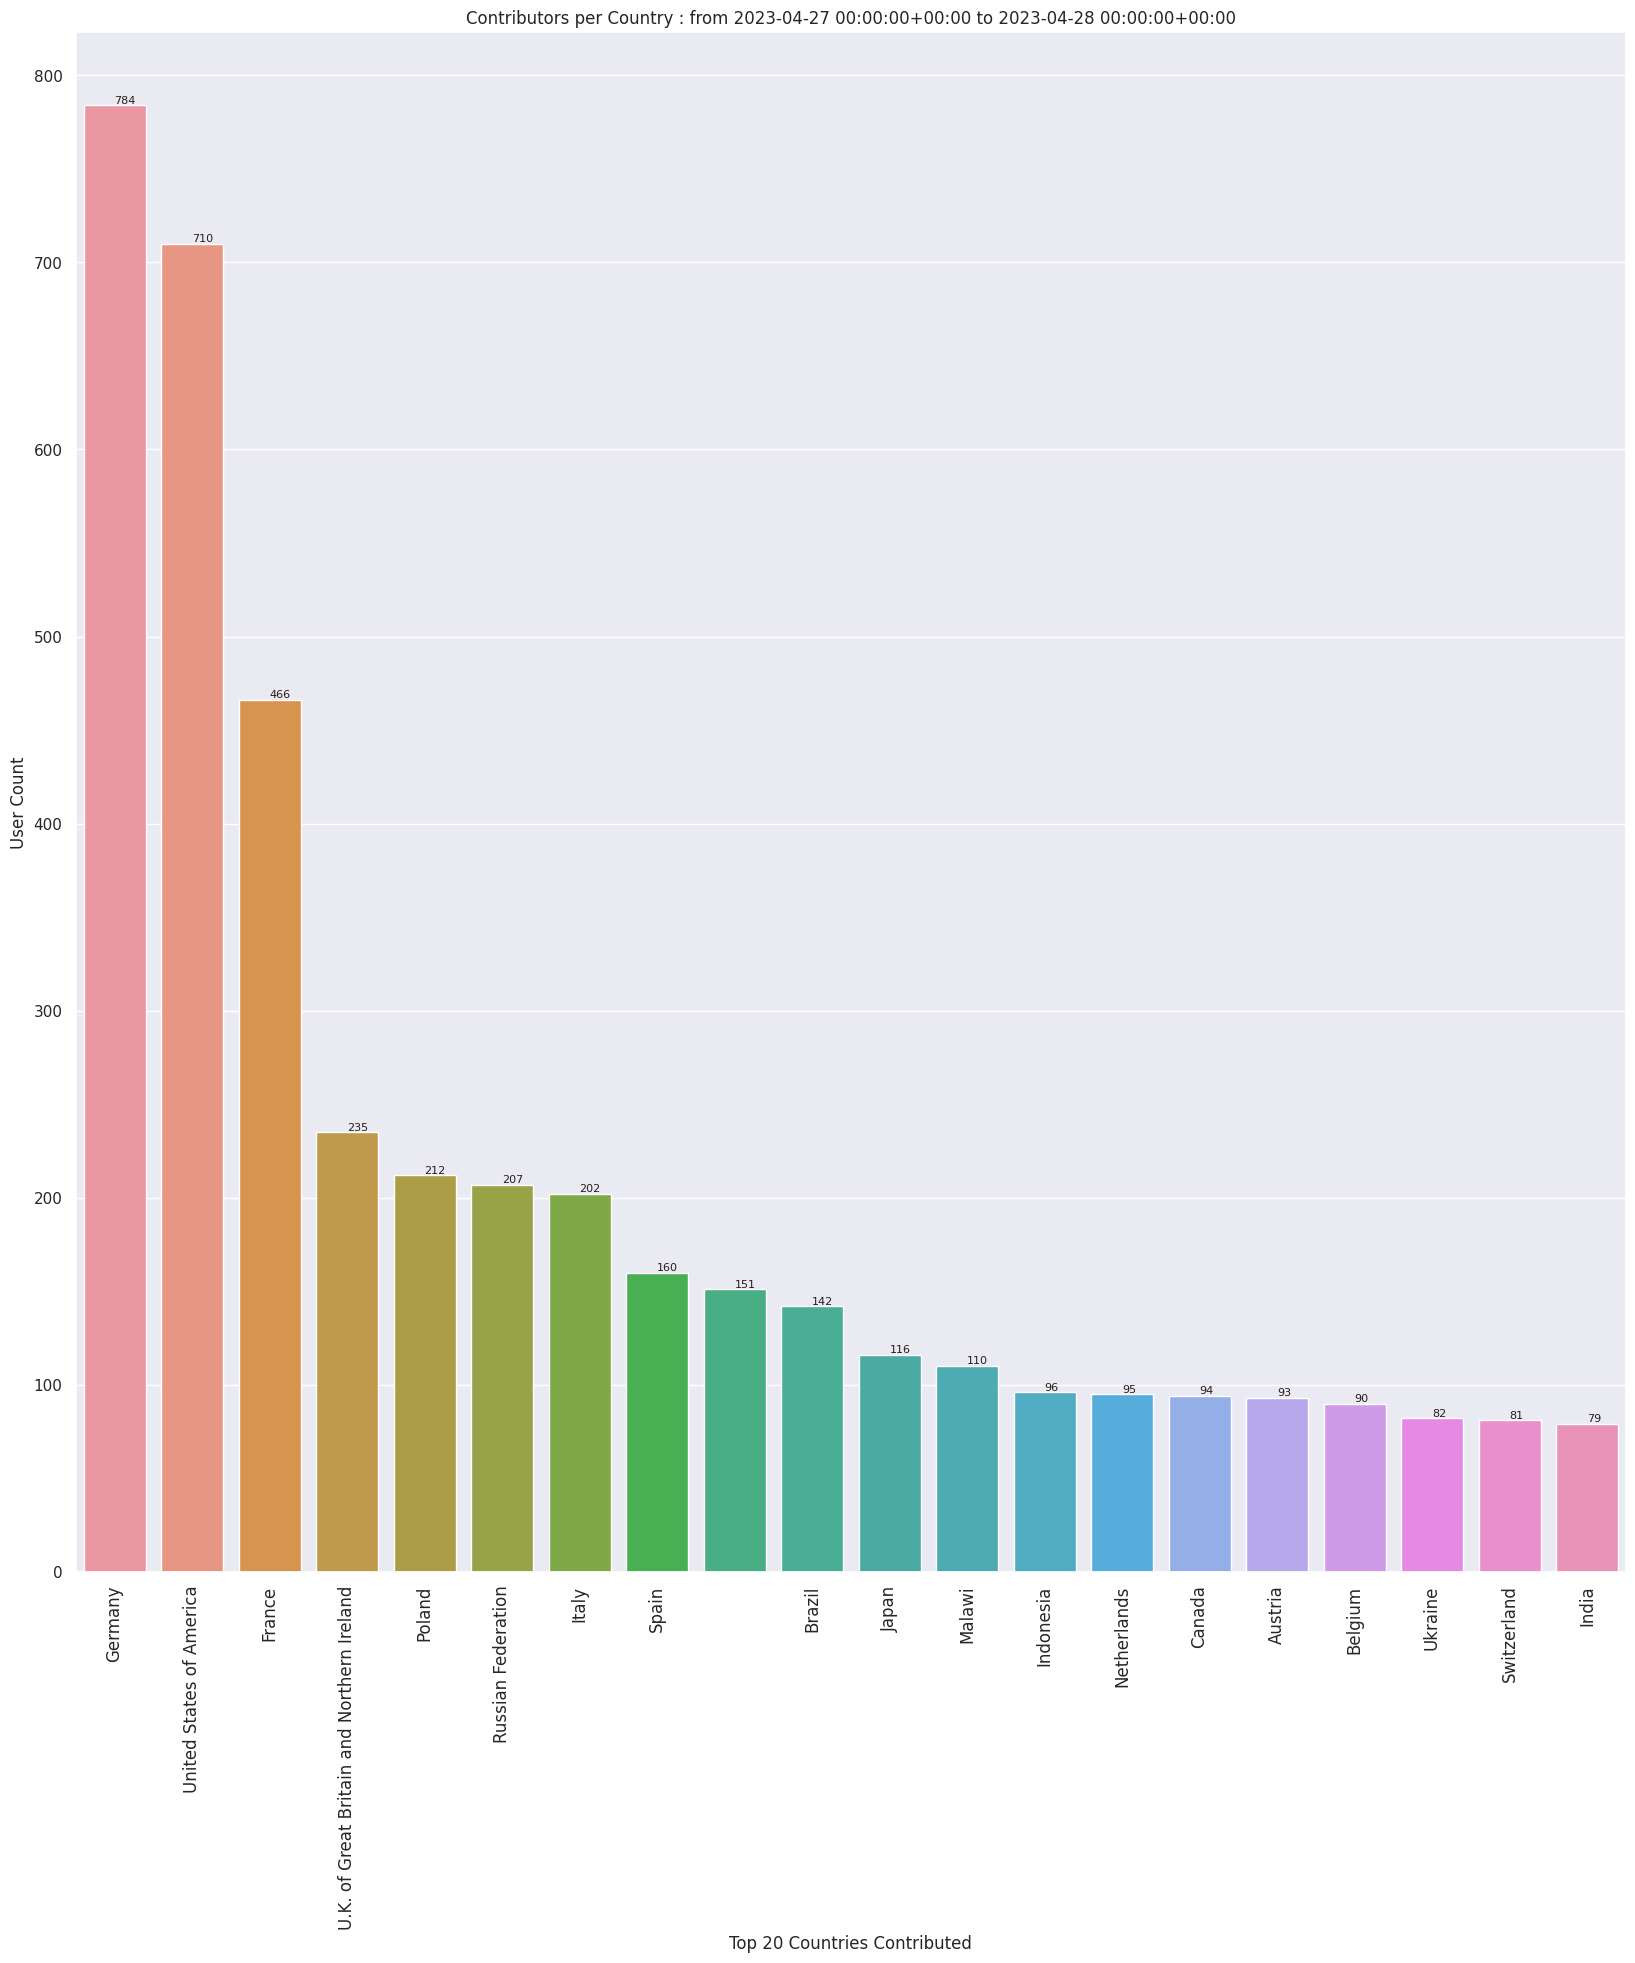 Contributors per Country : from 2023-04-27 00:00:00+00:00 to 2023-04-28 00:00:00+00:00
User Count
800
700
600
500
400
300
200
100
0
784
710
466
235
212
207
202
160
151
142
116
110
96
95
94
93
90
82
81
79
Germany
United States of America
France
U.K. of Great Britain and Northern Ireland
Poland
Russian Federation
Italy
Spain
Brazil
Japan
Malawi
Indonesia
Netherlands
Canada
Austria
Belgium
Ukraine
Switzerland
India
Top 20 Countries Contributed